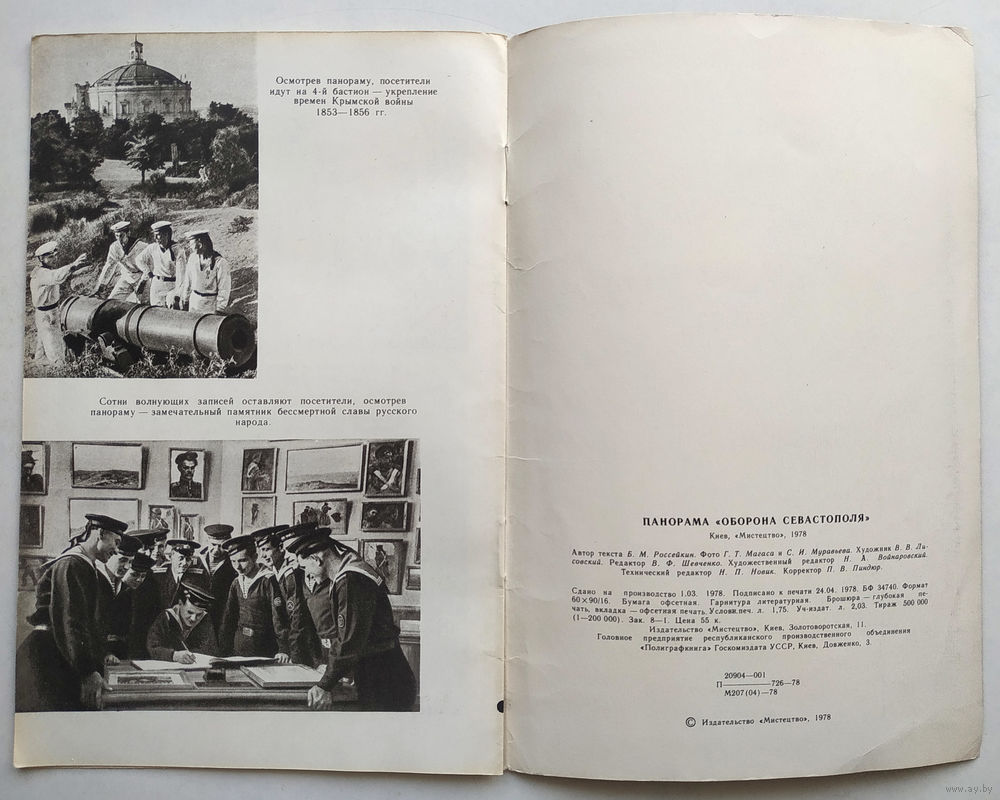 Осмотрев панораму, посетители
идут на 4-й бастион — укрепление
времен Крымской войны
1853—1856 гг.
Сотни волнующих записей оставляют посетители, осмотрев
панораму — замечательный памятник бессмертной славы русского
народа.
ПАНОРАМА «ОБОРОНА СЕВАСТОПОЛЯ»
Киев, «Мистецтво», 1978
Автор текста Б. М. Россейкин. Фото Г. Т. Магаса и С. И. Муравьева. Художник В. В. Ли-
совский. Редактор В. Ф. Шевченко. Художественный редактор Н. А. Войнаровский.
Технический редактор Н. П. Новик. Корректор П. В. Пиндюр.
Сдано на производство 1.03. 1978. Подписано к печати 24.04. 1978. БФ 34740. Формат
60×90/16. Бумага офсетная. Гарнитура литературная. Брошюра — глубокая пе-
чать, вкладка — офсетная печать. Условн. печ. л. 1,75. Уч-издат. л. 2,03. Тираж 500 000
(1—200 000). Зак. 8—1. Цена 55 к.
Издательство «Мистецтво», Киев, Золотоворотская, 11.
Головное предприятие республиканского производственного объединения
«Полиграфкнига» Госкомиздата УССР, Киев, Довженко, 3.
20904—001
П————726—78
М207(04)—78
© Издательство «Мистецтво», 1978
www.ay.by